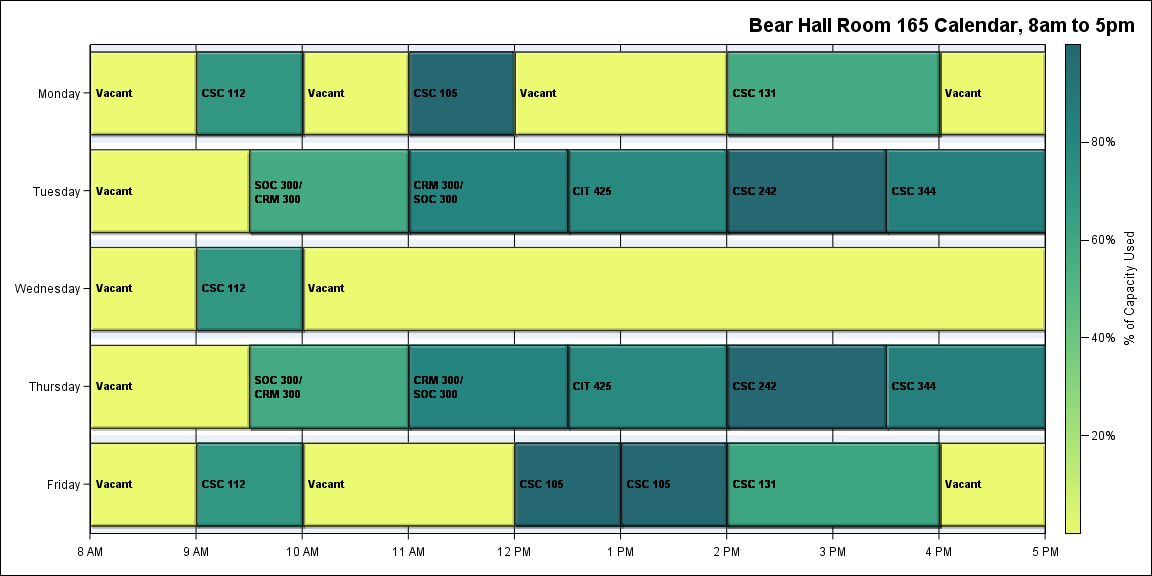 Bear Hall Room 165 Calendar, 8am to 5pm
Monday
Vacant
CSC 112
Vacant
CSC 105
Vacant
CSC 131
Vacant
Tuesday
Vacant
SOC 300/
CRM 300
CRM 300/
SOC 300
CIT 425
CSC 242
CSC 344
Wednesday
Vacant
CSC 112
Vacant
Thursday
Vacant
SOC 300/
CRM 300
CRM 300/
SOC 300
CIT 425
CSC 242
CSC 344
Friday
Vacant
CSC 112
Vacant
CSC 105
CSC 105
CSC 131
Vacant
8 AM
9 AM
10 AM
11 AM
12 PM
1 PM
2 PM
3 PM
4 PM
5 PM
80%
60%
40%
20%
% of Capacity Used